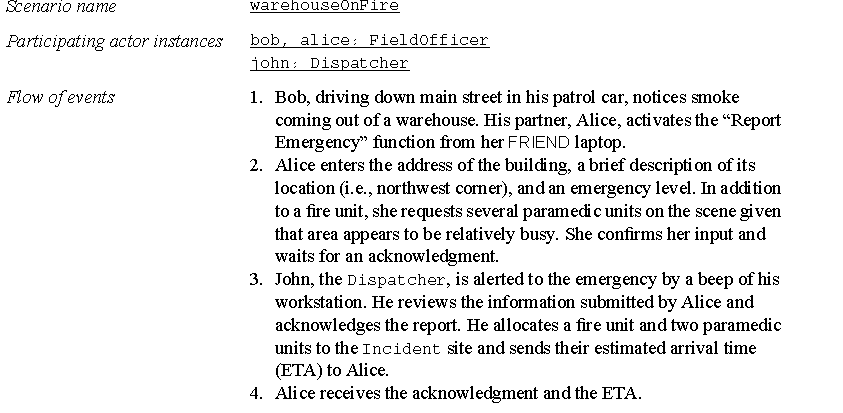 Scenario name
warehouseOnFire
Participating actor instances
bob, alice: FieldOfficer
john: Dispatcher
Flow of events
1. Bob, driving down main street in his patrol car, notices smoke
coming out of a warehouse. His partner, Alice, activates the “Report
Emergency” function from her FRIEND laptop.
2. Alice enters the address of the building, a brief description of its
location (i.e., northwest corner), and an emergency level. In addition
to a fire unit, she requests several paramedic units on the scene given
that area appears to be relatively busy. She confirms her input and
waits for an acknowledgment.
3. John, the Dispatcher, is alerted to the emergency by a beep of his
workstation. He reviews the information submitted by Alice and
acknowledges the report. He allocates a fire unit and two paramedic
units to the Incident site and sends their estimated arrival time
(ETA) to Alice.
4. Alice receives the acknowledgment and the ETA.